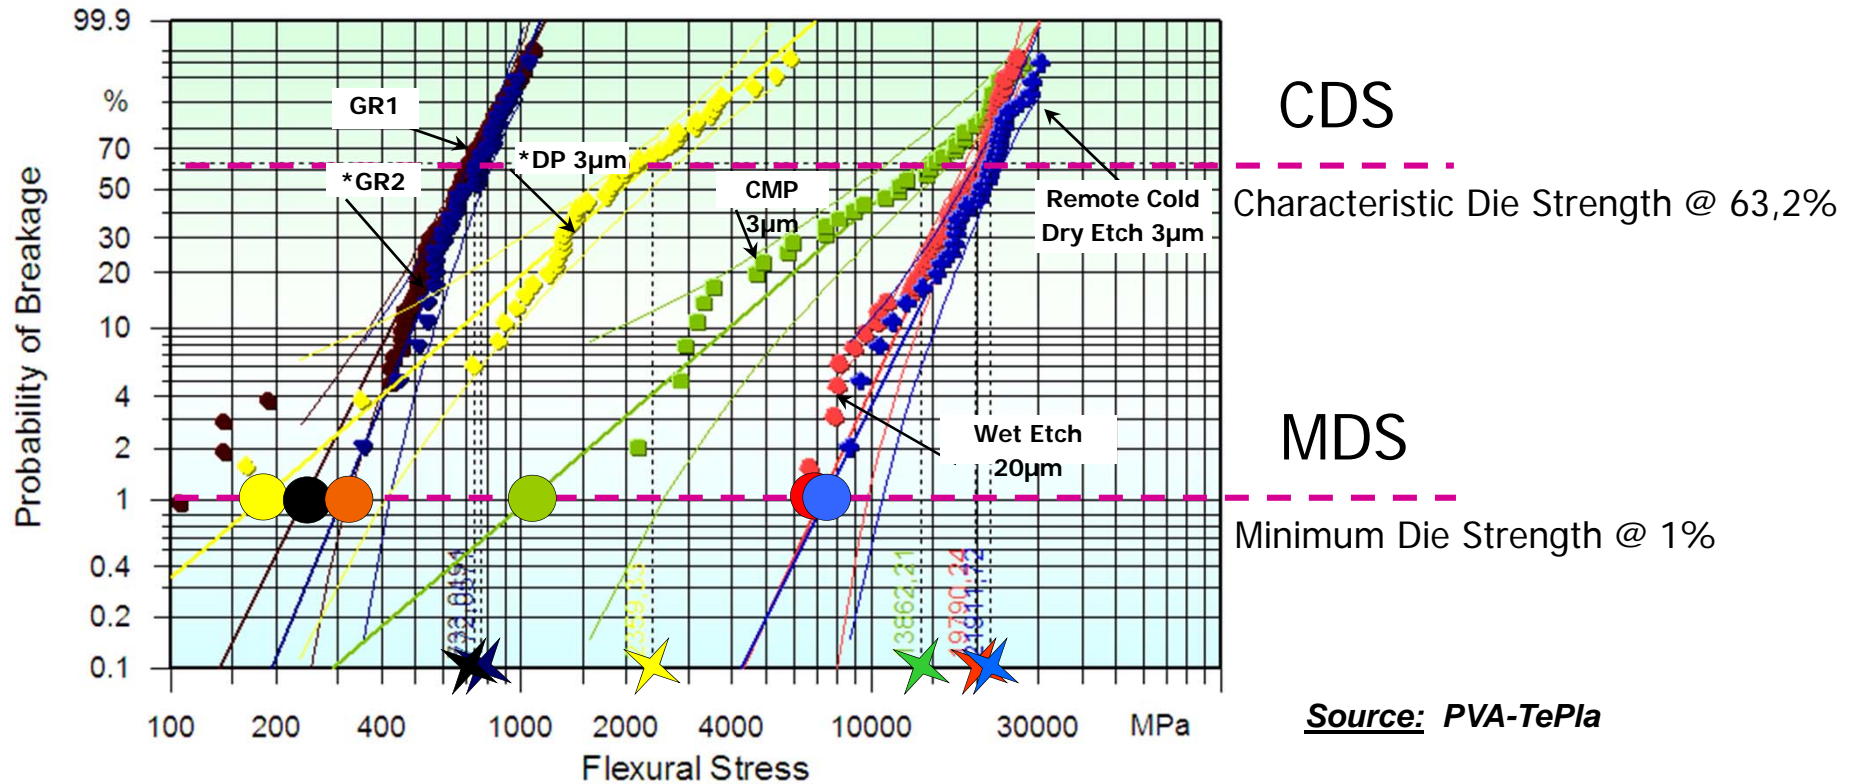 99.9
%
70
50
30
20
10
4
2
1
0.4
0.2
0.1
Probability of Breakage
GR1
*GR2
*DP 3µm
CMP
3µm
Remote Cold
Dry Etch 3µm
Wet Etch
20µm
13862,21
100
200
400
1000
2000
4000
10000
30000
MPa
Flexural Stress
CDS
Characteristic Die Strength @ 63,2%
MDS
Minimum Die Strength @ 1%
Source: PVA-TePla